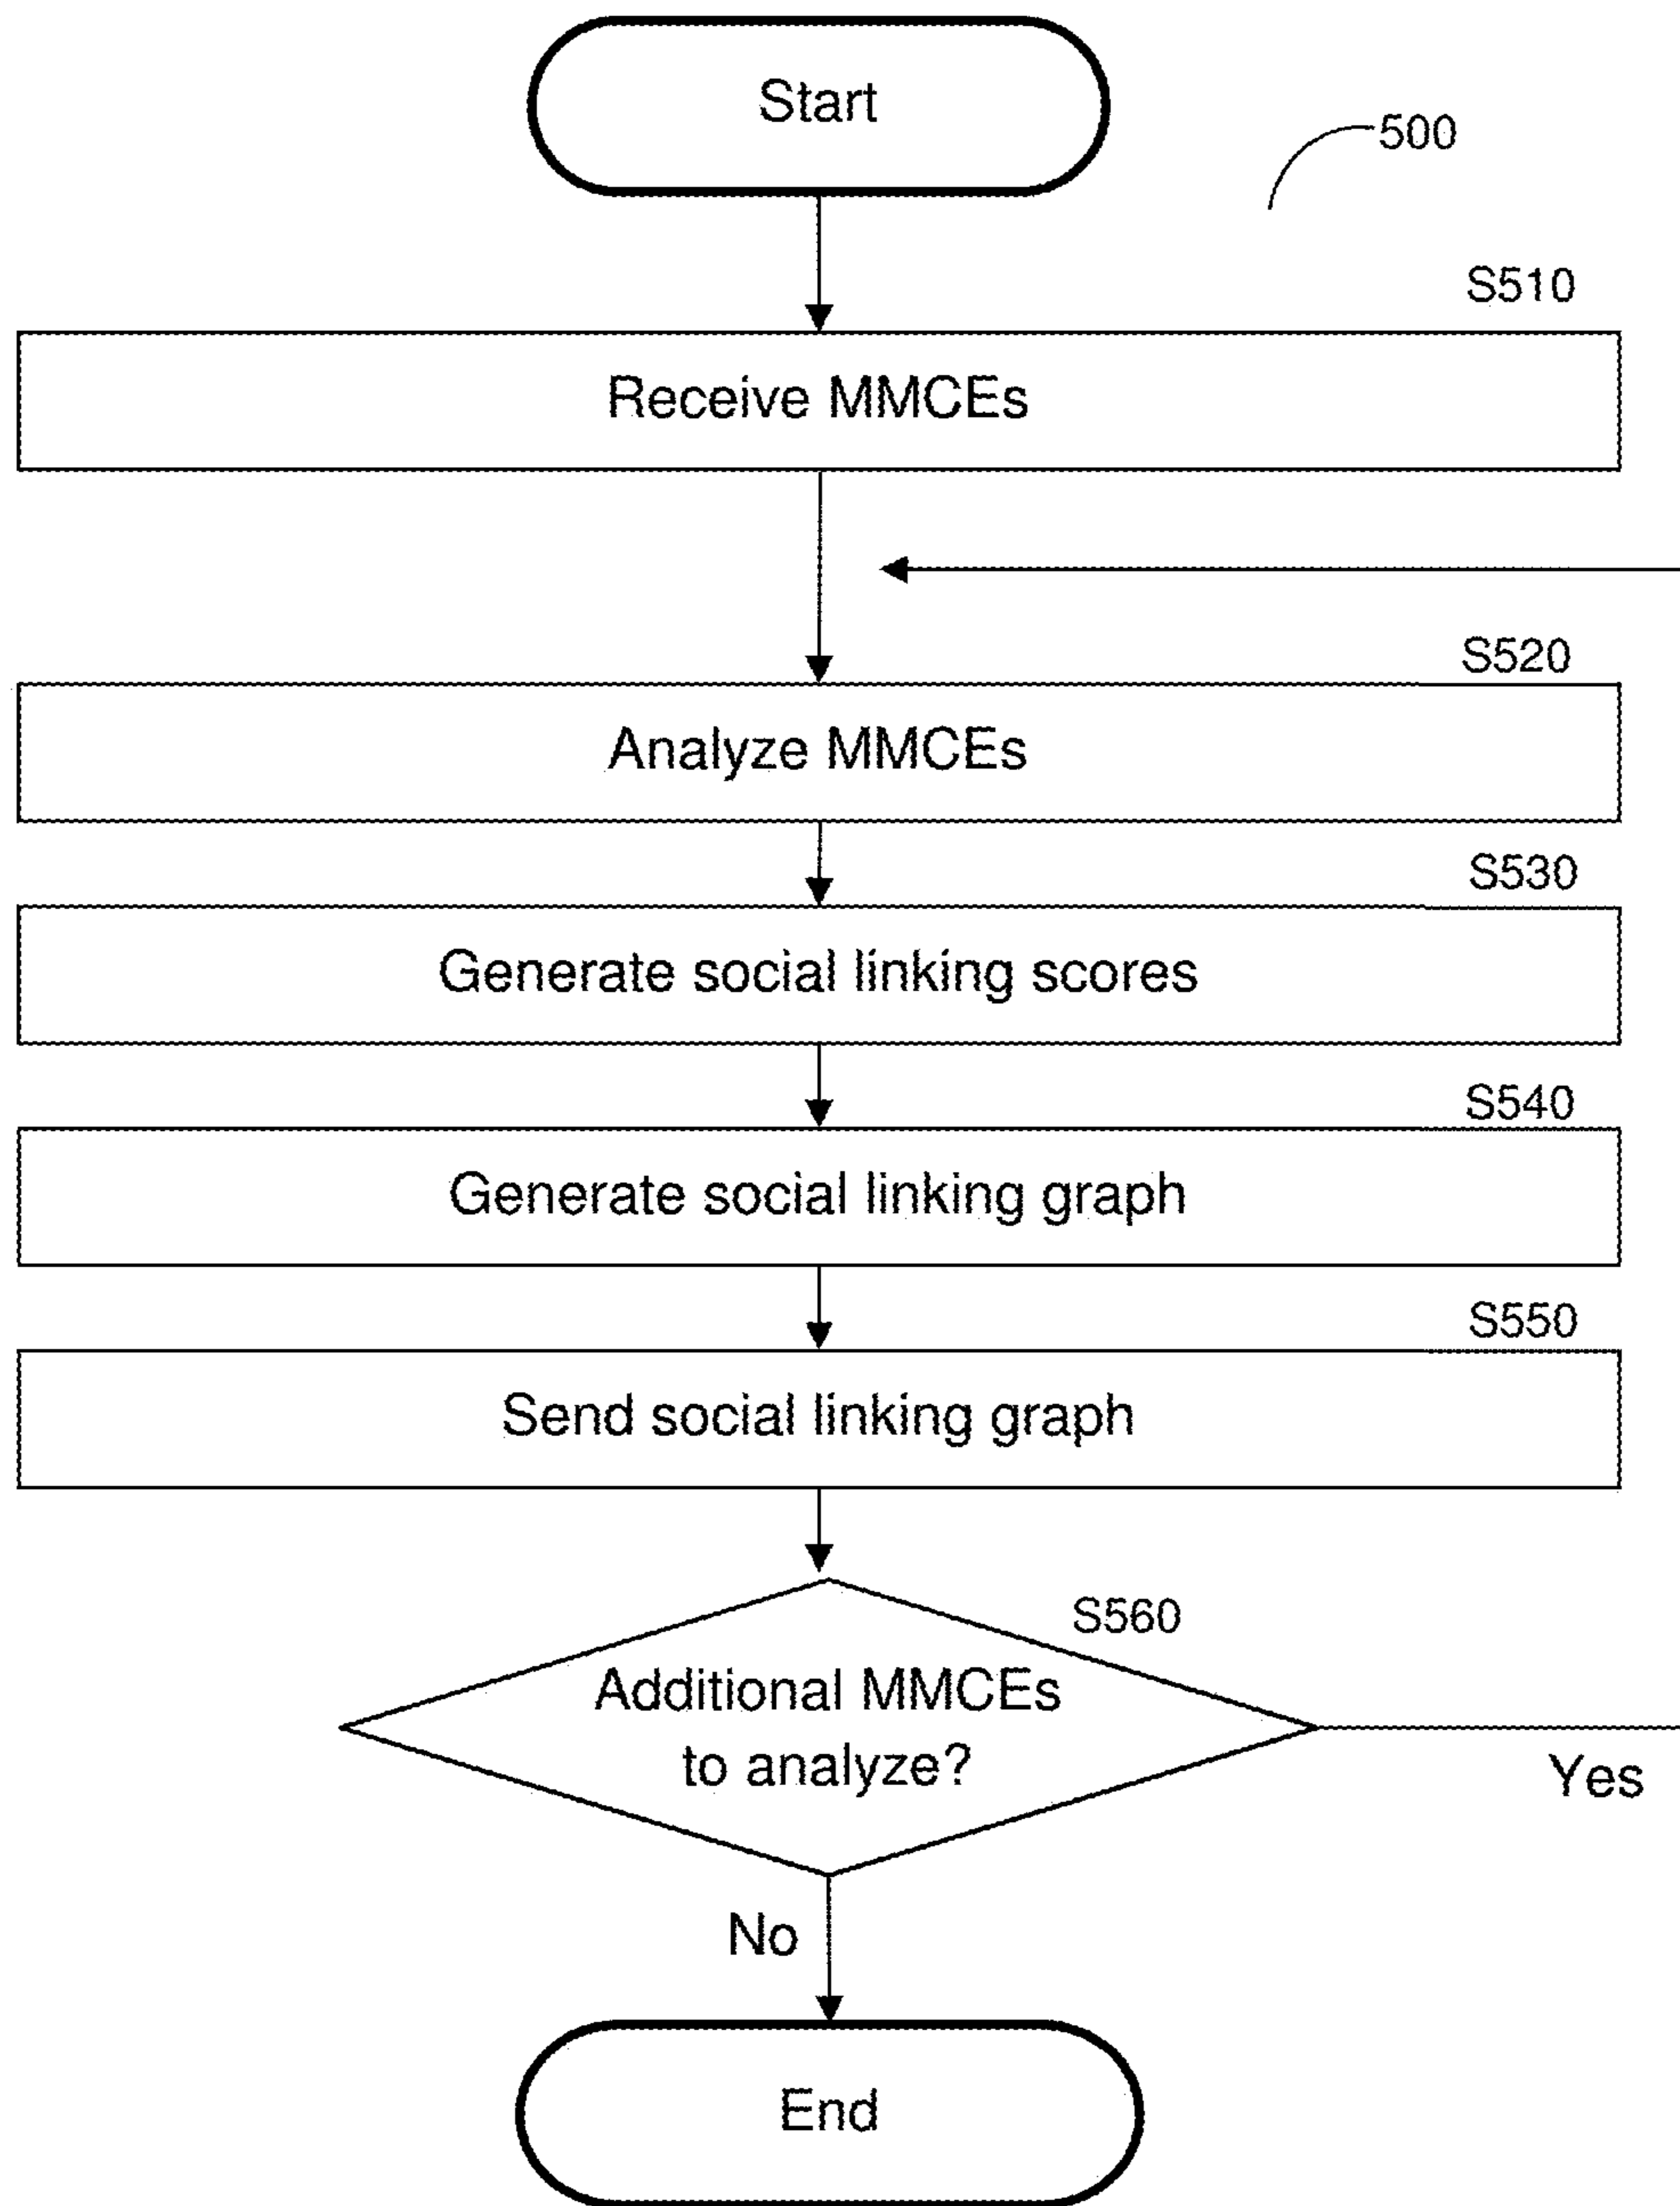 Start
500
S510
Receive MMCEs
S520
Analyze MMCEs
S530
Generate social linking scores
S540
Generate social linking graph
S550
Send social linking graph
S560
Additional MMCEs
to analyze?
Yes
No
End